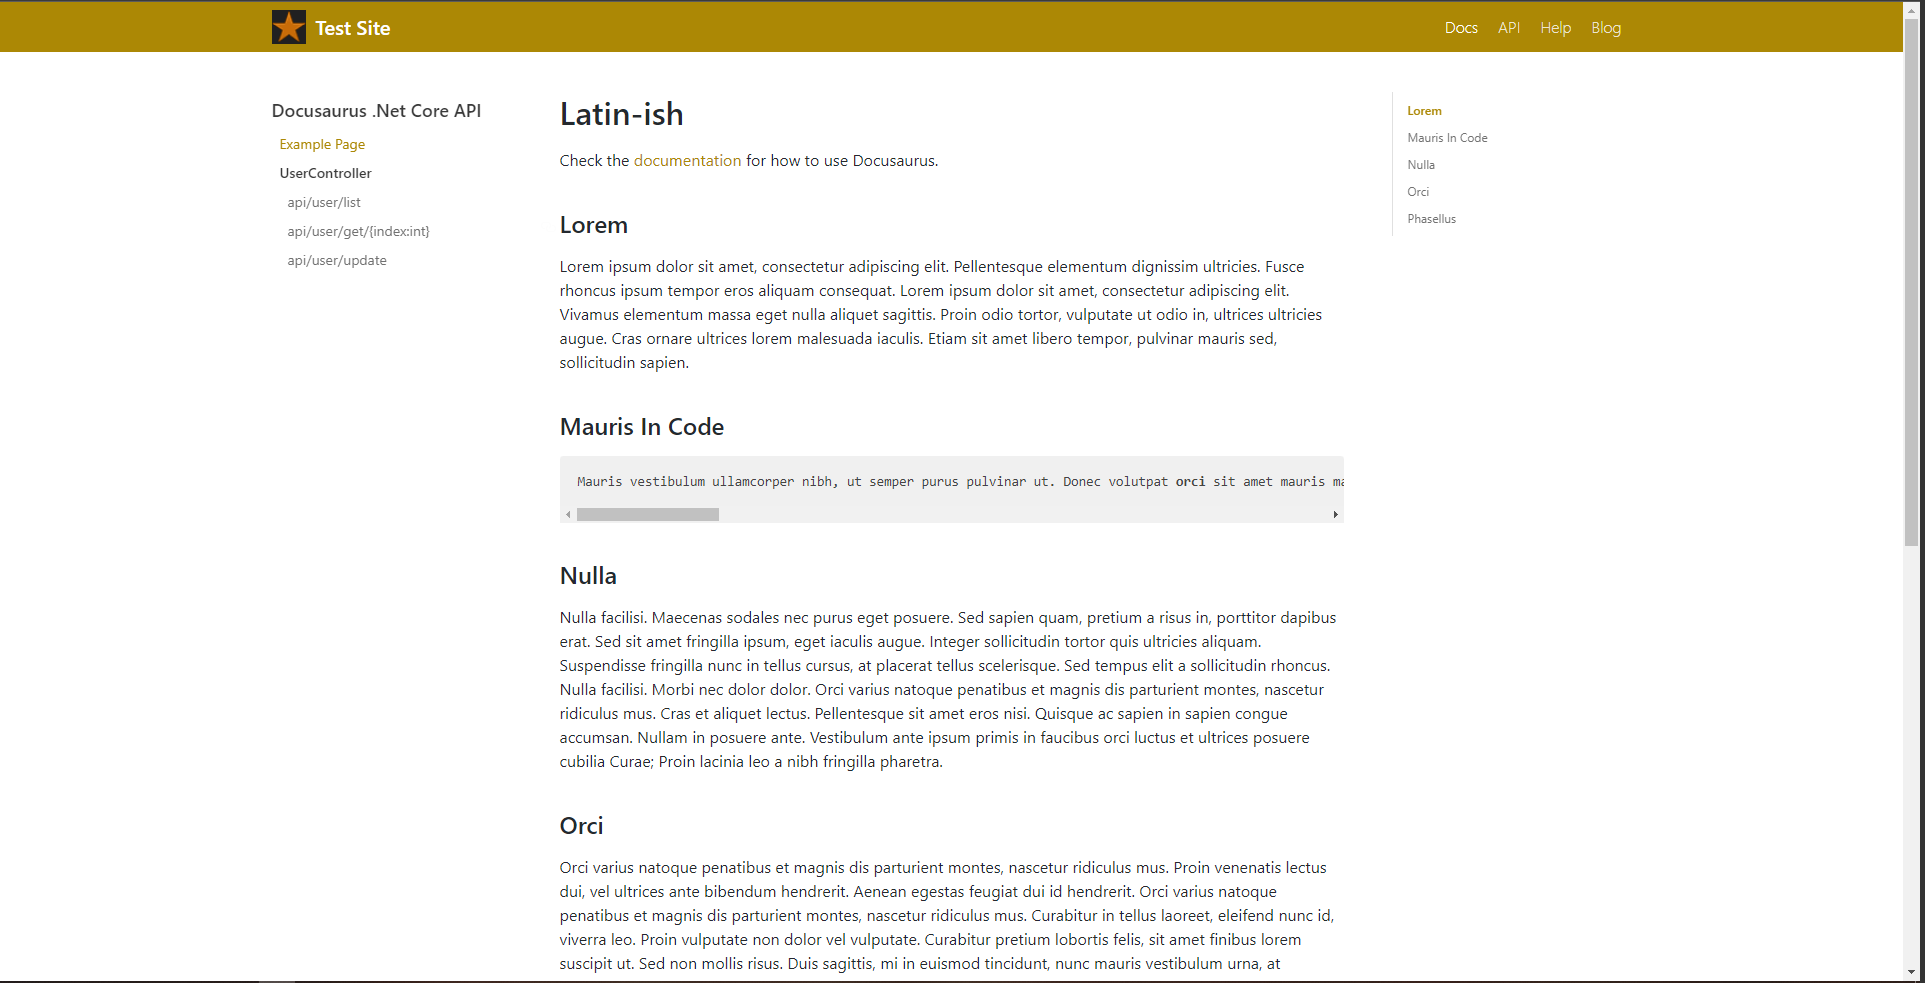 Test Site
Docs API Help Blog
Docusaurus .Net Core API
Example Page
UserController
api/user/list
api/user/get/{index:int}
api/user/update
Latin-ish
Check the documentation for how to use Docusaurus.
Lorem
Lorem ipsum dolor sit amet, consectetur adipiscing elit. Pellentesque elementum dignissim ultricies. Fusce
rhoncus ipsum tempor eros aliquam consequat. Lorem ipsum dolor sit amet, consectetur adipiscing elit.
Vivamus elementum massa eget nulla aliquet sagittis. Proin odio tortor, vulputate ut odio in, ultrices ultricies
augue. Cras ornare ultrices lorem malesuada iaculis. Etiam sit amet libero tempor, pulvinar mauris sed,
sollicitudin sapien.
Mauris In Code
Mauris vestibulum ullamcorper nibh, ut semper purus pulvinar ut. Donec volutpat orci sit amet mauris
Nulla
Nulla facilisi. Maecenas sodales nec purus eget posuere. Sed sapien quam, pretium a risus in, porttitor dapibus
erat. Sed sit amet fringilla ipsum, eget iaculis augue. Integer sollicitudin tortor quis ultricies aliquam.
Suspendisse fringilla nunc in tellus cursus, at placerat tellus scelerisque. Sed tempus elit a sollicitudin rhoncus.
Nulla facilisi. Morbi nec dolor dolor. Orci varius natoque penatibus et magnis dis parturient montes, nascetur
ridiculus mus. Cras et aliquet lectus. Pellentesque sit amet eros nisi. Quisque ac sapien in sapien congue
accumsan. Nullam in posuere ante. Vestibulum ante ipsum primis in faucibus orci luctus et ultrices posuere
cubilia Curae; Proin lacinia leo a nibh fringilla pharetra.
Orci
Orci varius natoque penatibus et magnis dis parturient montes, nascetur ridiculus mus. Proin venenatis lectus
dui, vel ultrices ante bibendum hendrerit. Aenean egestas feugiat dui id hendrerit. Orci varius natoque
penatibus et magnis dis parturient montes, nascetur ridiculus mus. Curabitur in tellus laoreet, eleifend nunc id,
viverra leo. Proin vulputate non dolor vel vulputate. Curabitur pretium lobortis felis, sit amet finibus lorem
suscipit ut. Sed non mollis risus. Duis sagittis, mi in euismod tincidunt, nunc mauris vestibulum urna, at
Lorem
Mauris In Code
Nulla
Orci
Phasellus